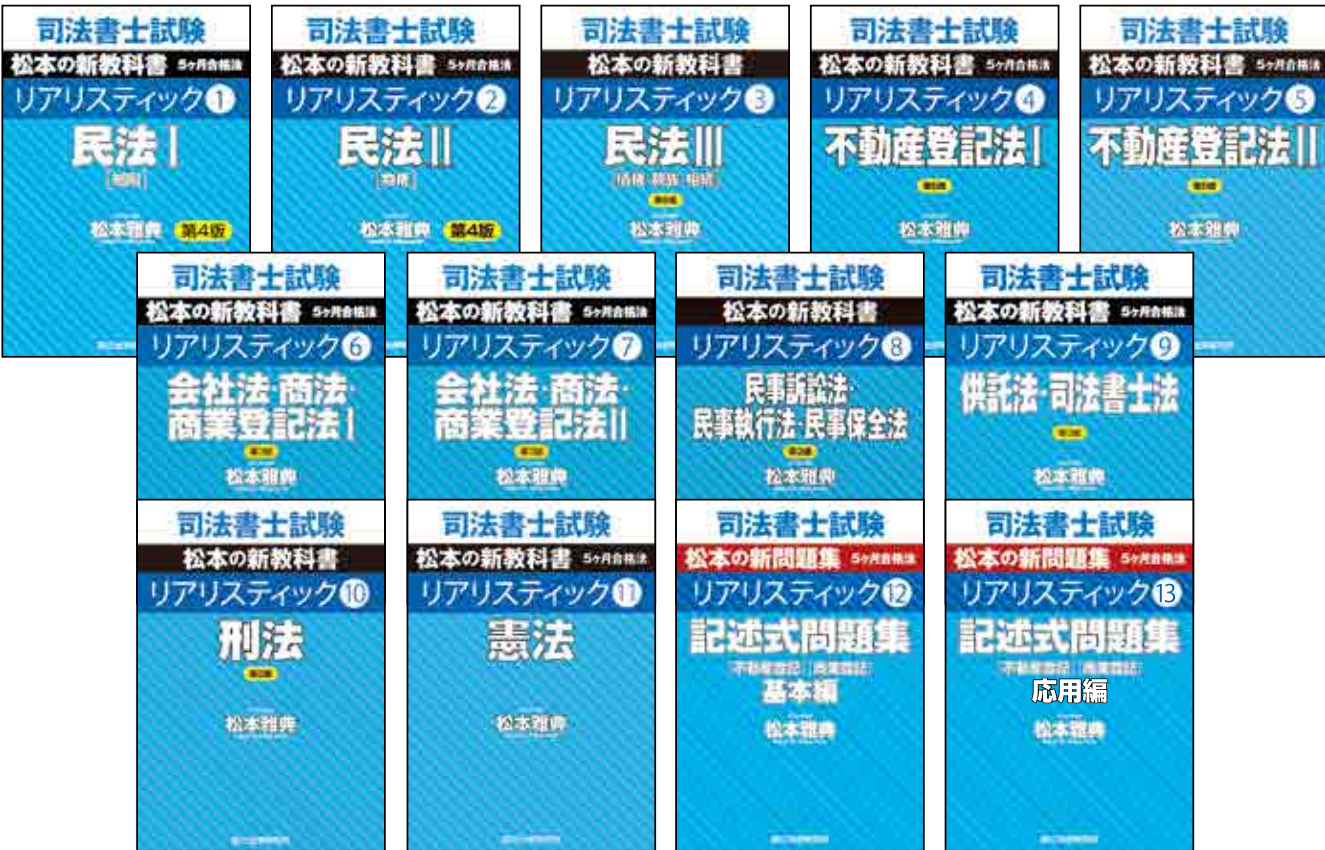 司法書士試験
松本の新教科書 5ヶ月合格法
リアリスティック1
民法I
松本雅典 第4版
司法書士試験
松本の新教科書 5ヶ月合格法
リアリスティック2
民法II
[物権]
松本雅典 第4版
司法書士試験
松本の新教科書
リアリスティック3
民法III
[債権・親族・相続]
松本雅典
司法書士試験
松本の新教科書 5ヶ月合格法
リアリスティック4
不動産登記法I
松本雅典
司法書士試験
松本の新教科書 5ヶ月合格法
リアリスティック5
不動産登記法II
松本雅典
司法書士試験
松本の新教科書 5ヶ月合格法
リアリスティック6
会社法・商法・
商業登記法I
松本雅典
司法書士試験
松本の新教科書 5ヶ月合格法
リアリスティック7
会社法・商法・
商業登記法II
松本雅典
司法書士試験
松本の新教科書
リアリスティック8
民事訴訟法・
民事執行法・民事保全法
松本雅典
司法書士試験
松本の新教科書 5ヶ月合格法
リアリスティック9
供託法・司法書士法
松本雅典
司法書士試験
松本の新教科書
リアリスティック10
刑法
松本雅典
司法書士試験
松本の新教科書 5ヶ月合格法
リアリスティック11
憲法
松本雅典
司法書士試験
松本の新問題集 5ヶ月合格法
リアリスティック12
記述式問題集
[不動産登記][商業登記]
基本編
松本雅典
司法書士試験
松本の新問題集 5ヶ月合格法
リアリスティック13
記述式問題集
[不動産登記][商業登記]
応用編
松本雅典